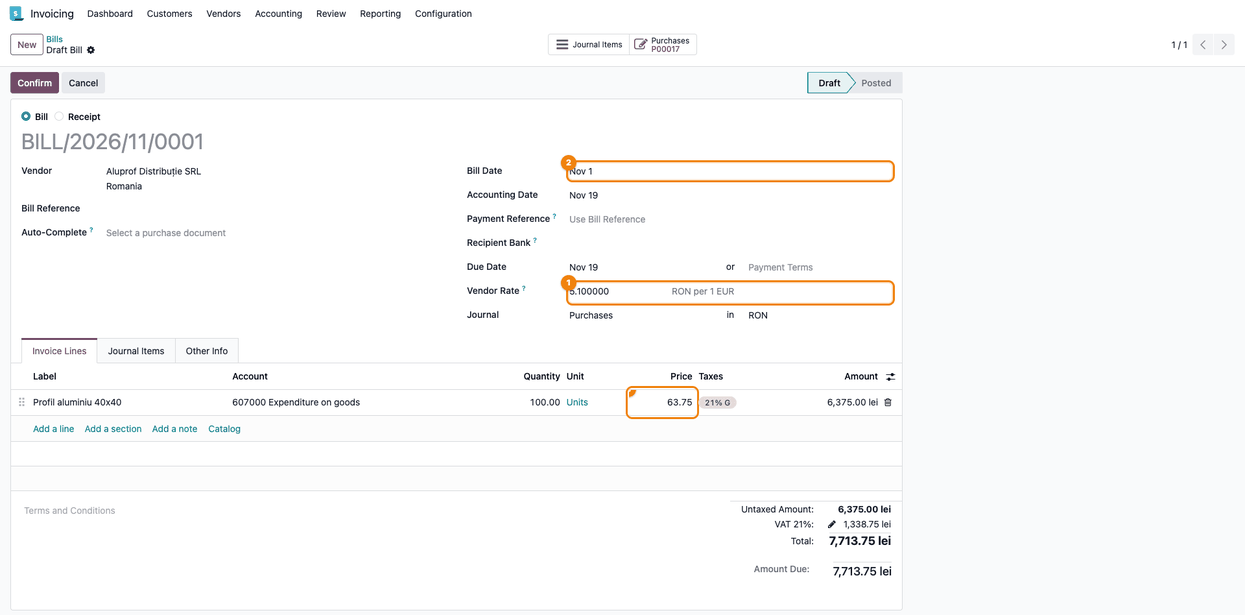 Invoicing Dashboard Customers Vendors Accounting Review Reporting Configuration
New Bills
Draft Bill
Journal Items
Purchases
P00017
1 / 1
Confirm Cancel
Draft Posted
Bill Receipt
BILL/2026/11/0001
Vendor Aluprof Distribuție SRL
Romania
Bill Reference
Auto-Complete ? Select a purchase document
2
Bill Date Nov 1
Accounting Date Nov 19
Payment Reference ? Use Bill Reference
Recipient Bank ?
Due Date Nov 19 or Payment Terms
1
Vendor Rate ? 5.100000 RON per 1 EUR
Journal Purchases in RON
Invoice Lines Journal Items Other Info
Label Account Quantity Unit Price Taxes Amount
Profil aluminiu 40x40 607000 Expenditure on goods 100.00 Units 63.75 21% G 6,375.00 lei
Add a line Add a section Add a note Catalog
Terms and Conditions
Untaxed Amount: 6,375.00 lei
VAT 21%: 1,338.75 lei
Total: 7,713.75 lei
Amount Due: 7,713.75 lei